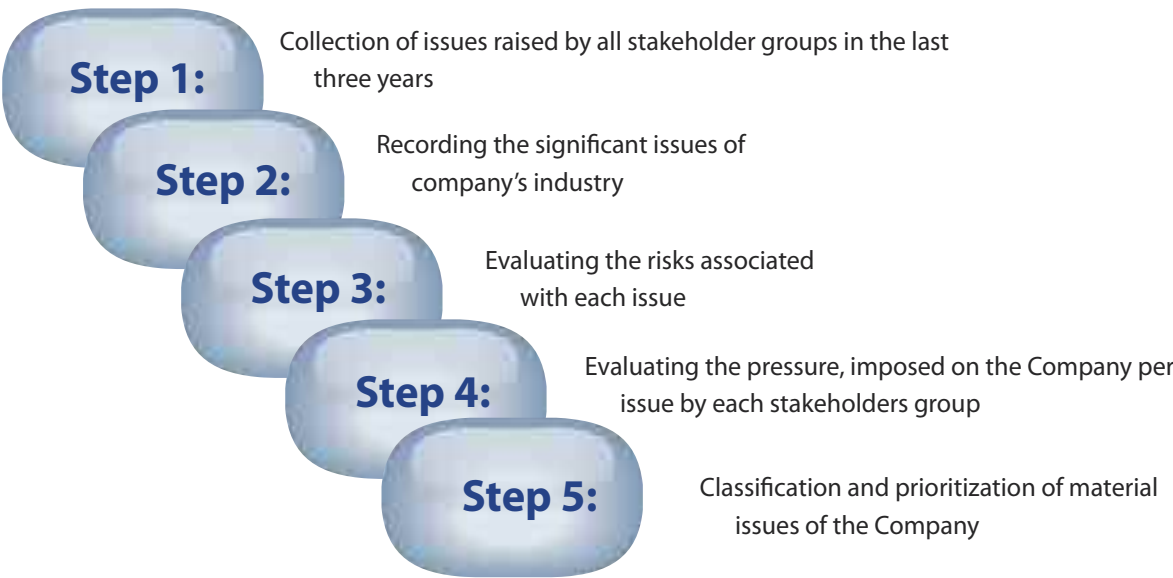 Step 1:
Collection of issues raised by all stakeholder groups in the last
three years
Step 2:
Recording the significant issues of
company’s industry
Step 3:
Evaluating the risks associated
with each issue
Step 4:
Evaluating the pressure, imposed on the Company per
issue by each stakeholders group
Step 5:
Classification and prioritization of material
issues of the Company